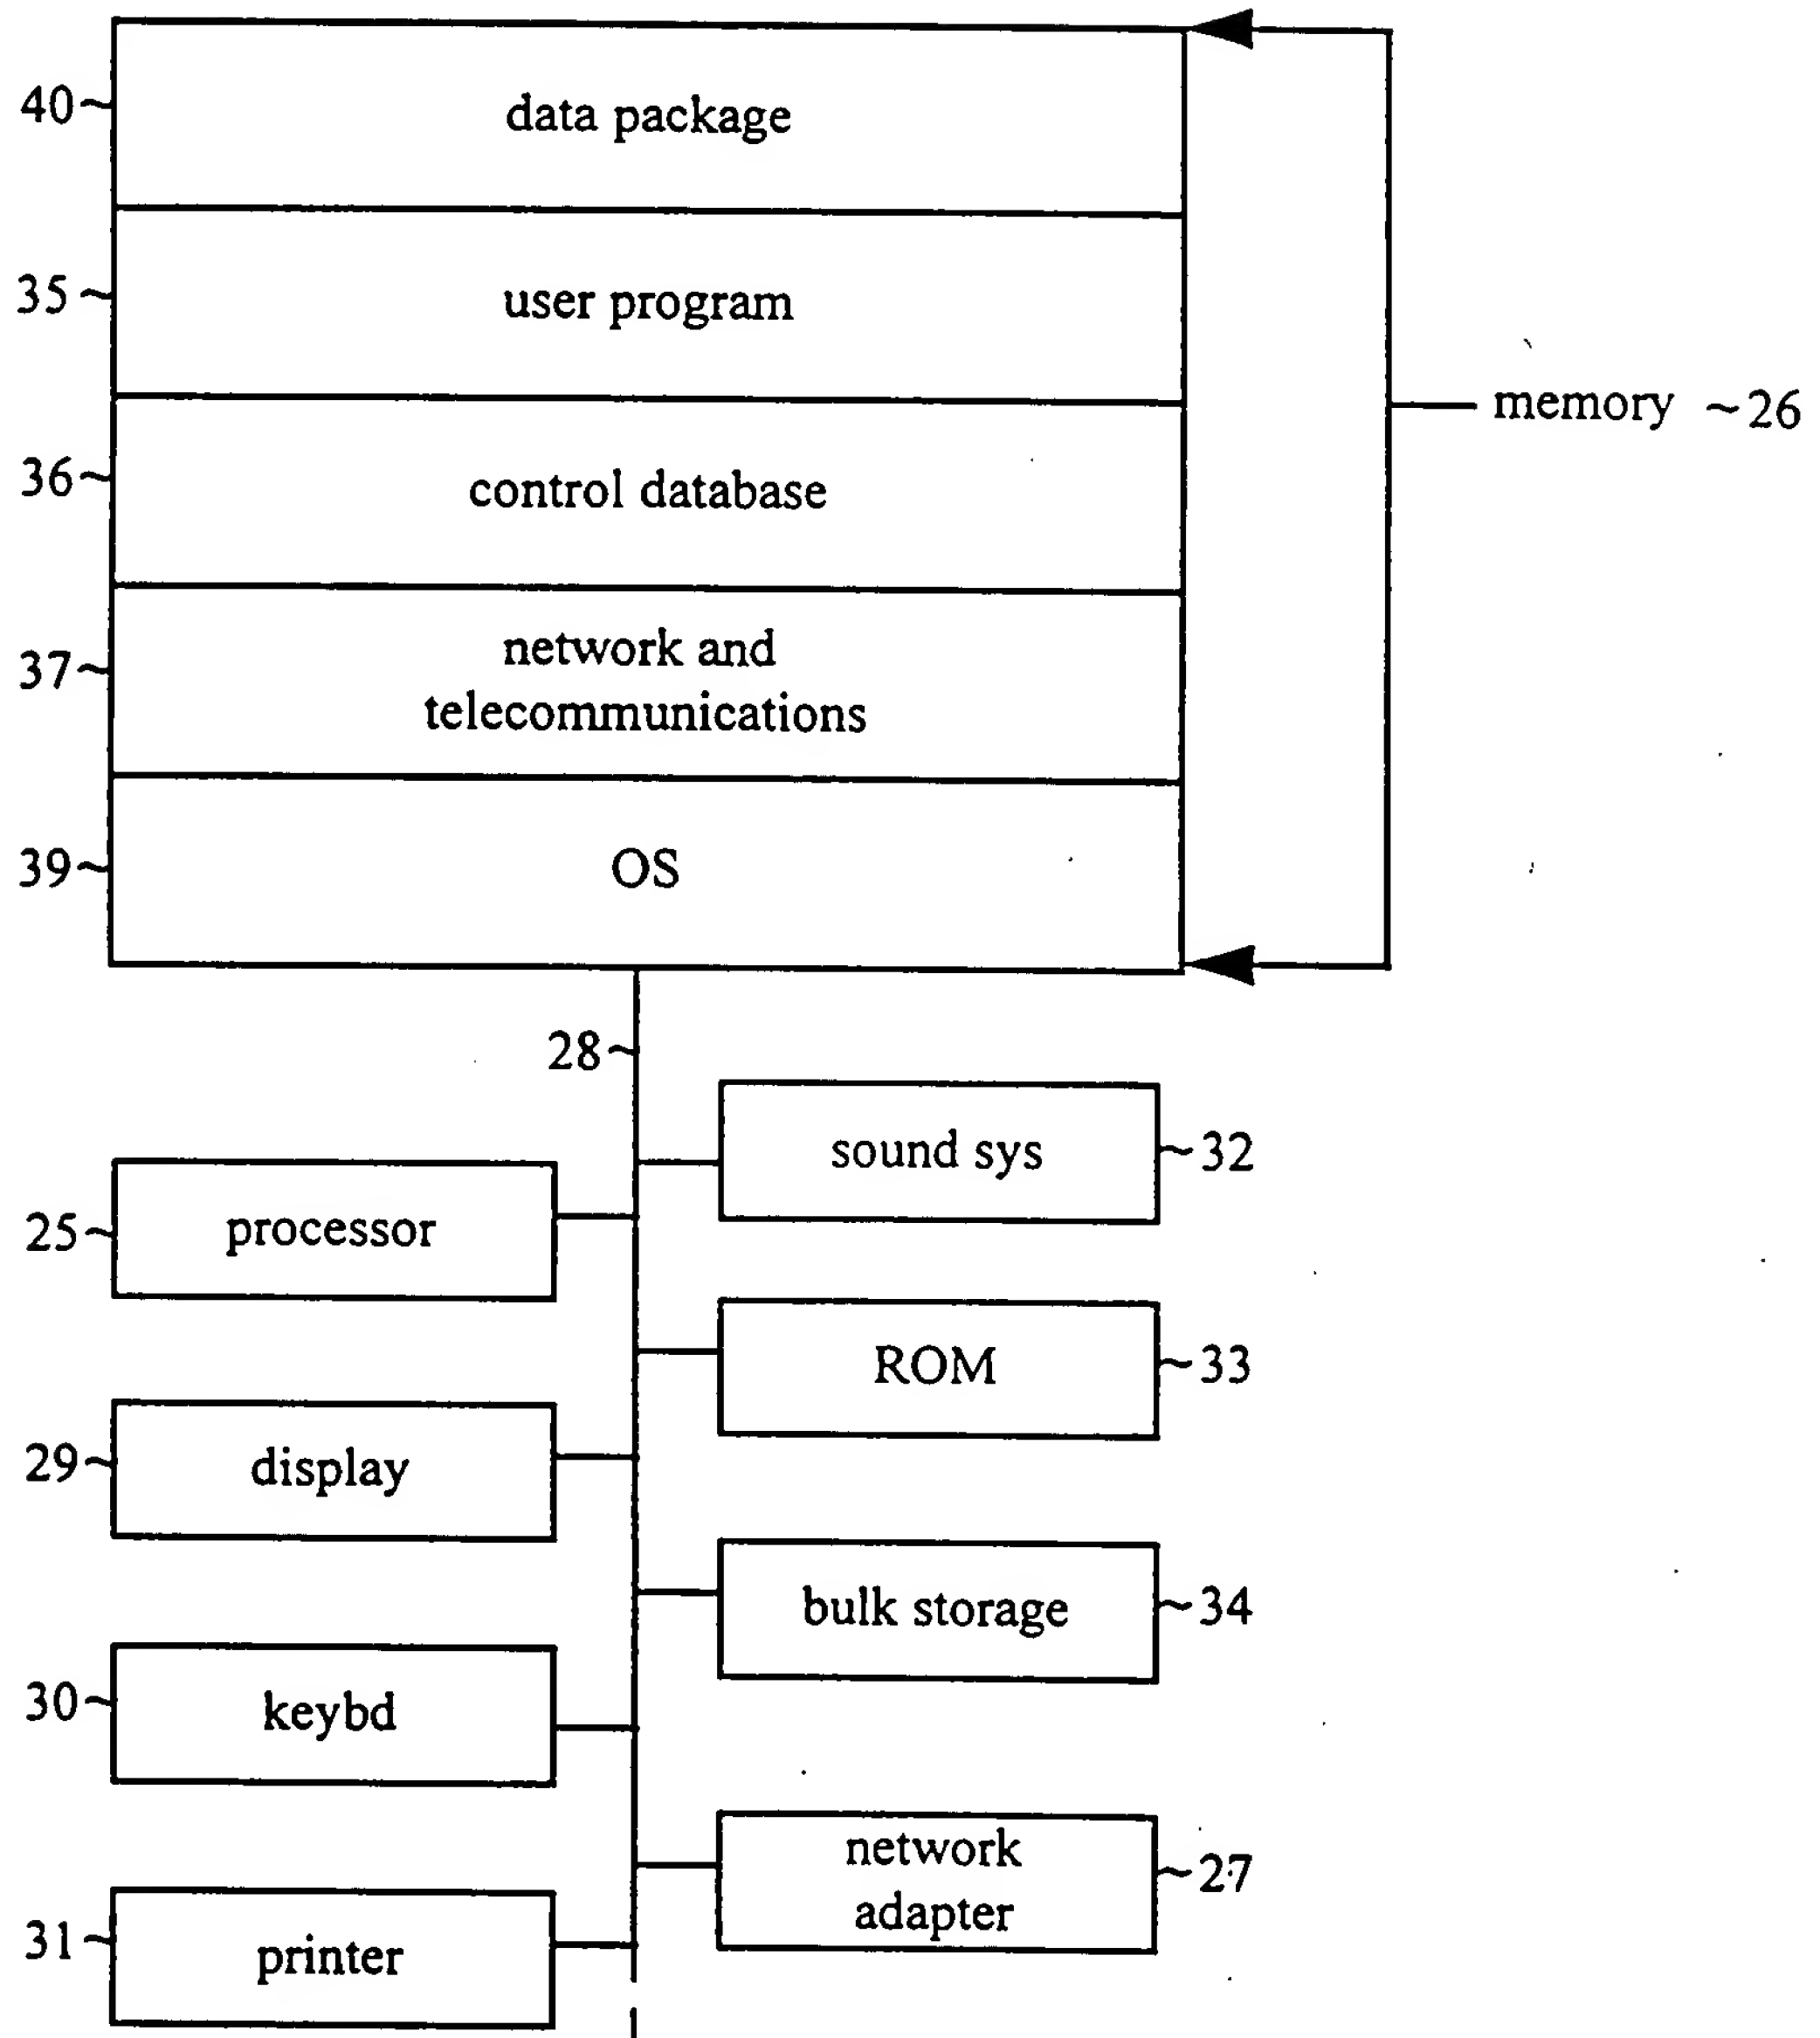 40~
data package
35~
user program
36~
control database
memory ~26
37~
network and
telecommunications
39~
OS
28~
sound sys
~32
25~
processor
ROM
~33
29~
display
bulk storage
~34
30~
keybd
network
adapter
~27
31~
printer